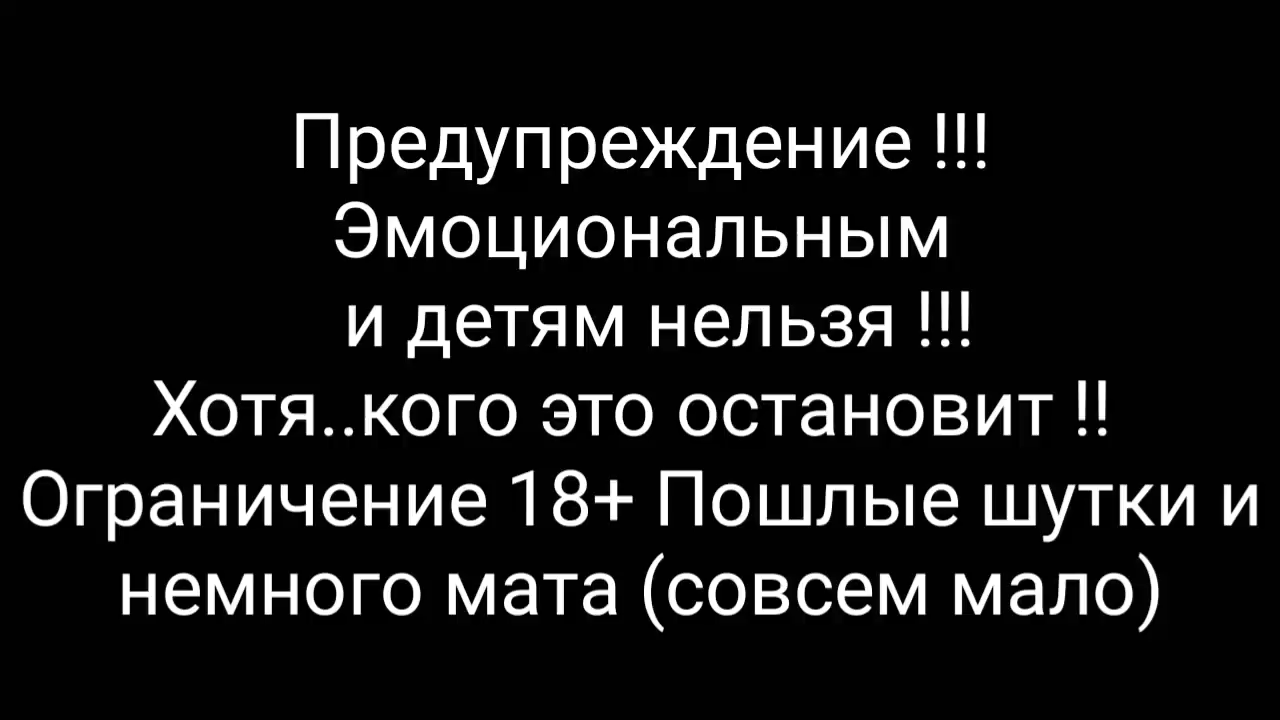 Предупреждение !!!
Эмоциональным
и детям нельзя !!!
Хотя..кого это остановит !!
Ограничение 18+ Пошлые шутки и
немного мата (совсем мало)